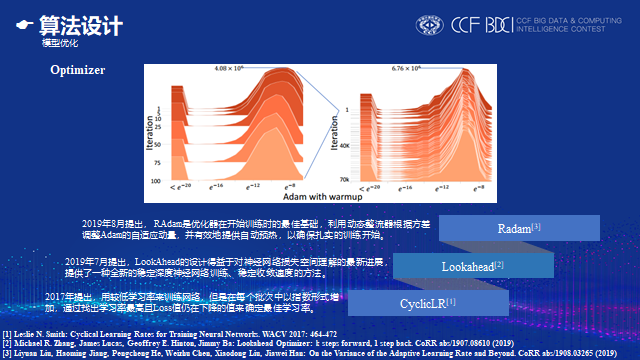 算法设计
模型优化
CCF BDCI
CCF BIG DATA & COMPUTING
INTELLIGENCE CONTEST
Optimizer
4.08 × 10⁶
6.76 × 10⁶
Iteration
10
25
50
75
100
< e⁻²⁰
e⁻¹⁶
e⁻¹²
e⁻⁸
Iteration
1
40K
70k
< e⁻²⁰
e⁻¹⁶
e⁻¹²
e⁻⁸
Adam with warmup
2019年8月提出， RAdam是优化器在开始训练时的最佳基础，利用动态整流器根据方差
调整Adam的自适应动量，并有效地提供自动预热，以确保扎实的训练开始。
Radam[3]
2019年7月提出，LookAhead的设计得益于对神经网络损失空间理解的最新进展，
提供了一种全新的稳定深度神经网络训练、稳定收敛速度的方法。
Lookahead[2]
2017年提出，用较低学习率来训练网络，但是在每个批次中以指数形式增
加，通过找出学习率最高且Loss值仍在下降的值来确定最佳学习率。
CyclicLR[1]
[1] Leslie N. Smith: Cyclical Learning Rates for Training Neural Networks. WACV 2017: 464-472
[2] Michael R. Zhang, James Lucas, Geoffrey E. Hinton, Jimmy Ba: Lookahead Optimizer: k steps forward, 1 step back. CoRR abs/1907.08610 (2019)
[3] Liyuan Liu, Haoming Jiang, Pengcheng He, Weizhu Chen, Xiaodong Liu, Jiawei Han: On the Variance of the Adaptive Learning Rate and Beyond. CoRR abs/1908.03265 (2019)